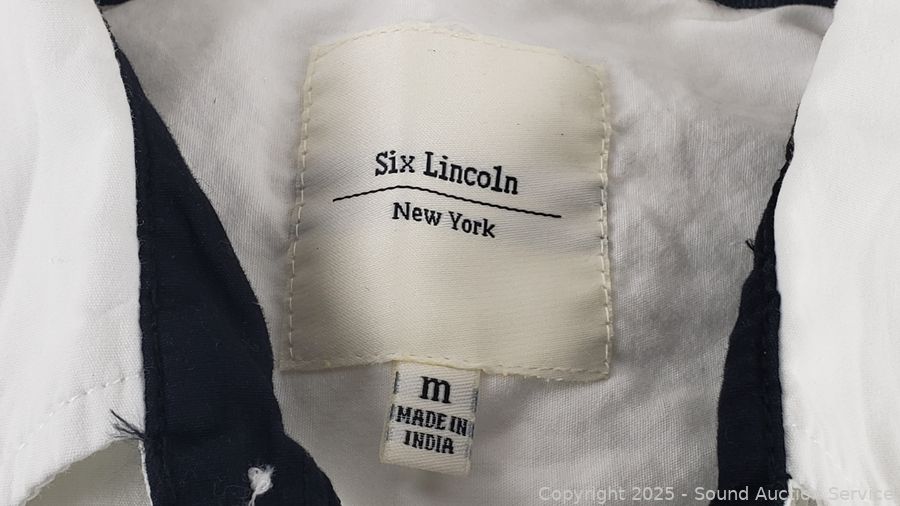 Six Lincoln
New York
m
MADE IN
INDIA
Copyright 2025 - Sound Auction Service